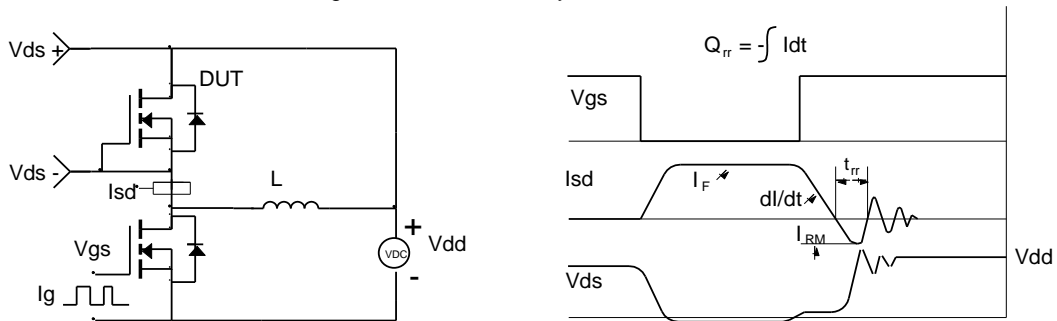 Vds +
DUT
Vds -
Isd
L
Vgs
+
VDC
Vdd
-
Ig
Qrr = -∫ Idt
Vgs
Isd
IF
dI/dt
trr
IRM
Vdd
Vds